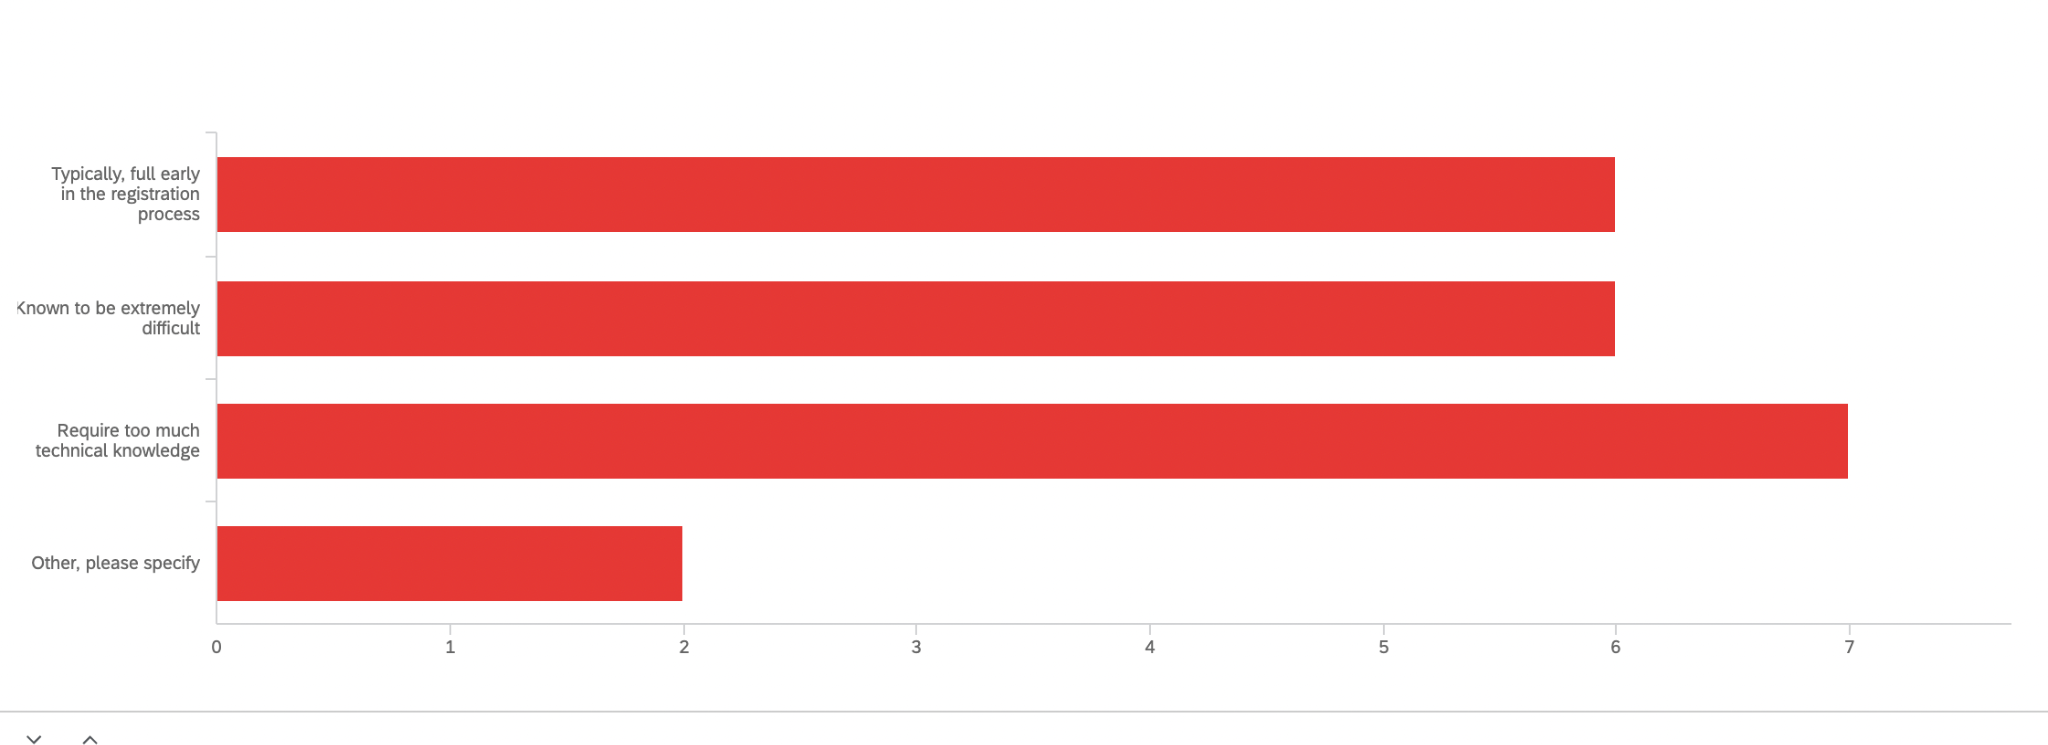 Typically, full early
in the registration
process
Known to be extremely
difficult
Require too much
technical knowledge
Other, please specify
0 1 2 3 4 5 6 7